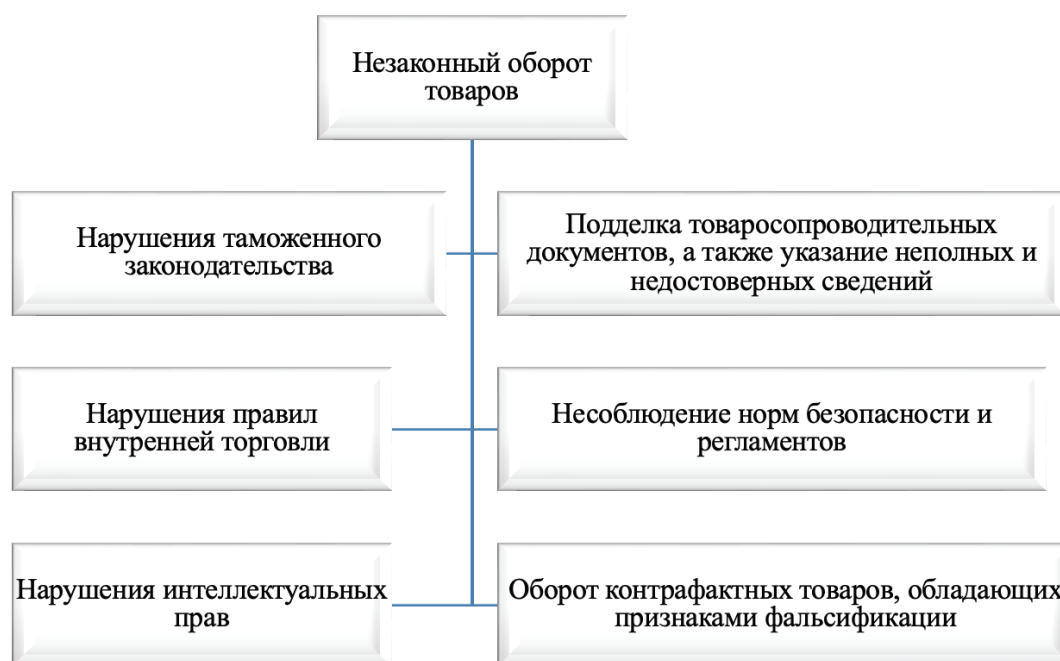 Незаконный оборот
товаров
Нарушения таможенного
законодательства
Подделка товаросопроводительных
документов, а также указание неполных и
недостоверных сведений
Нарушения правил
внутренней торговли
Несоблюдение норм безопасности и
регламентов
Нарушения интеллектуальных
прав
Оборот контрафактных товаров, обладающих
признаками фальсификации